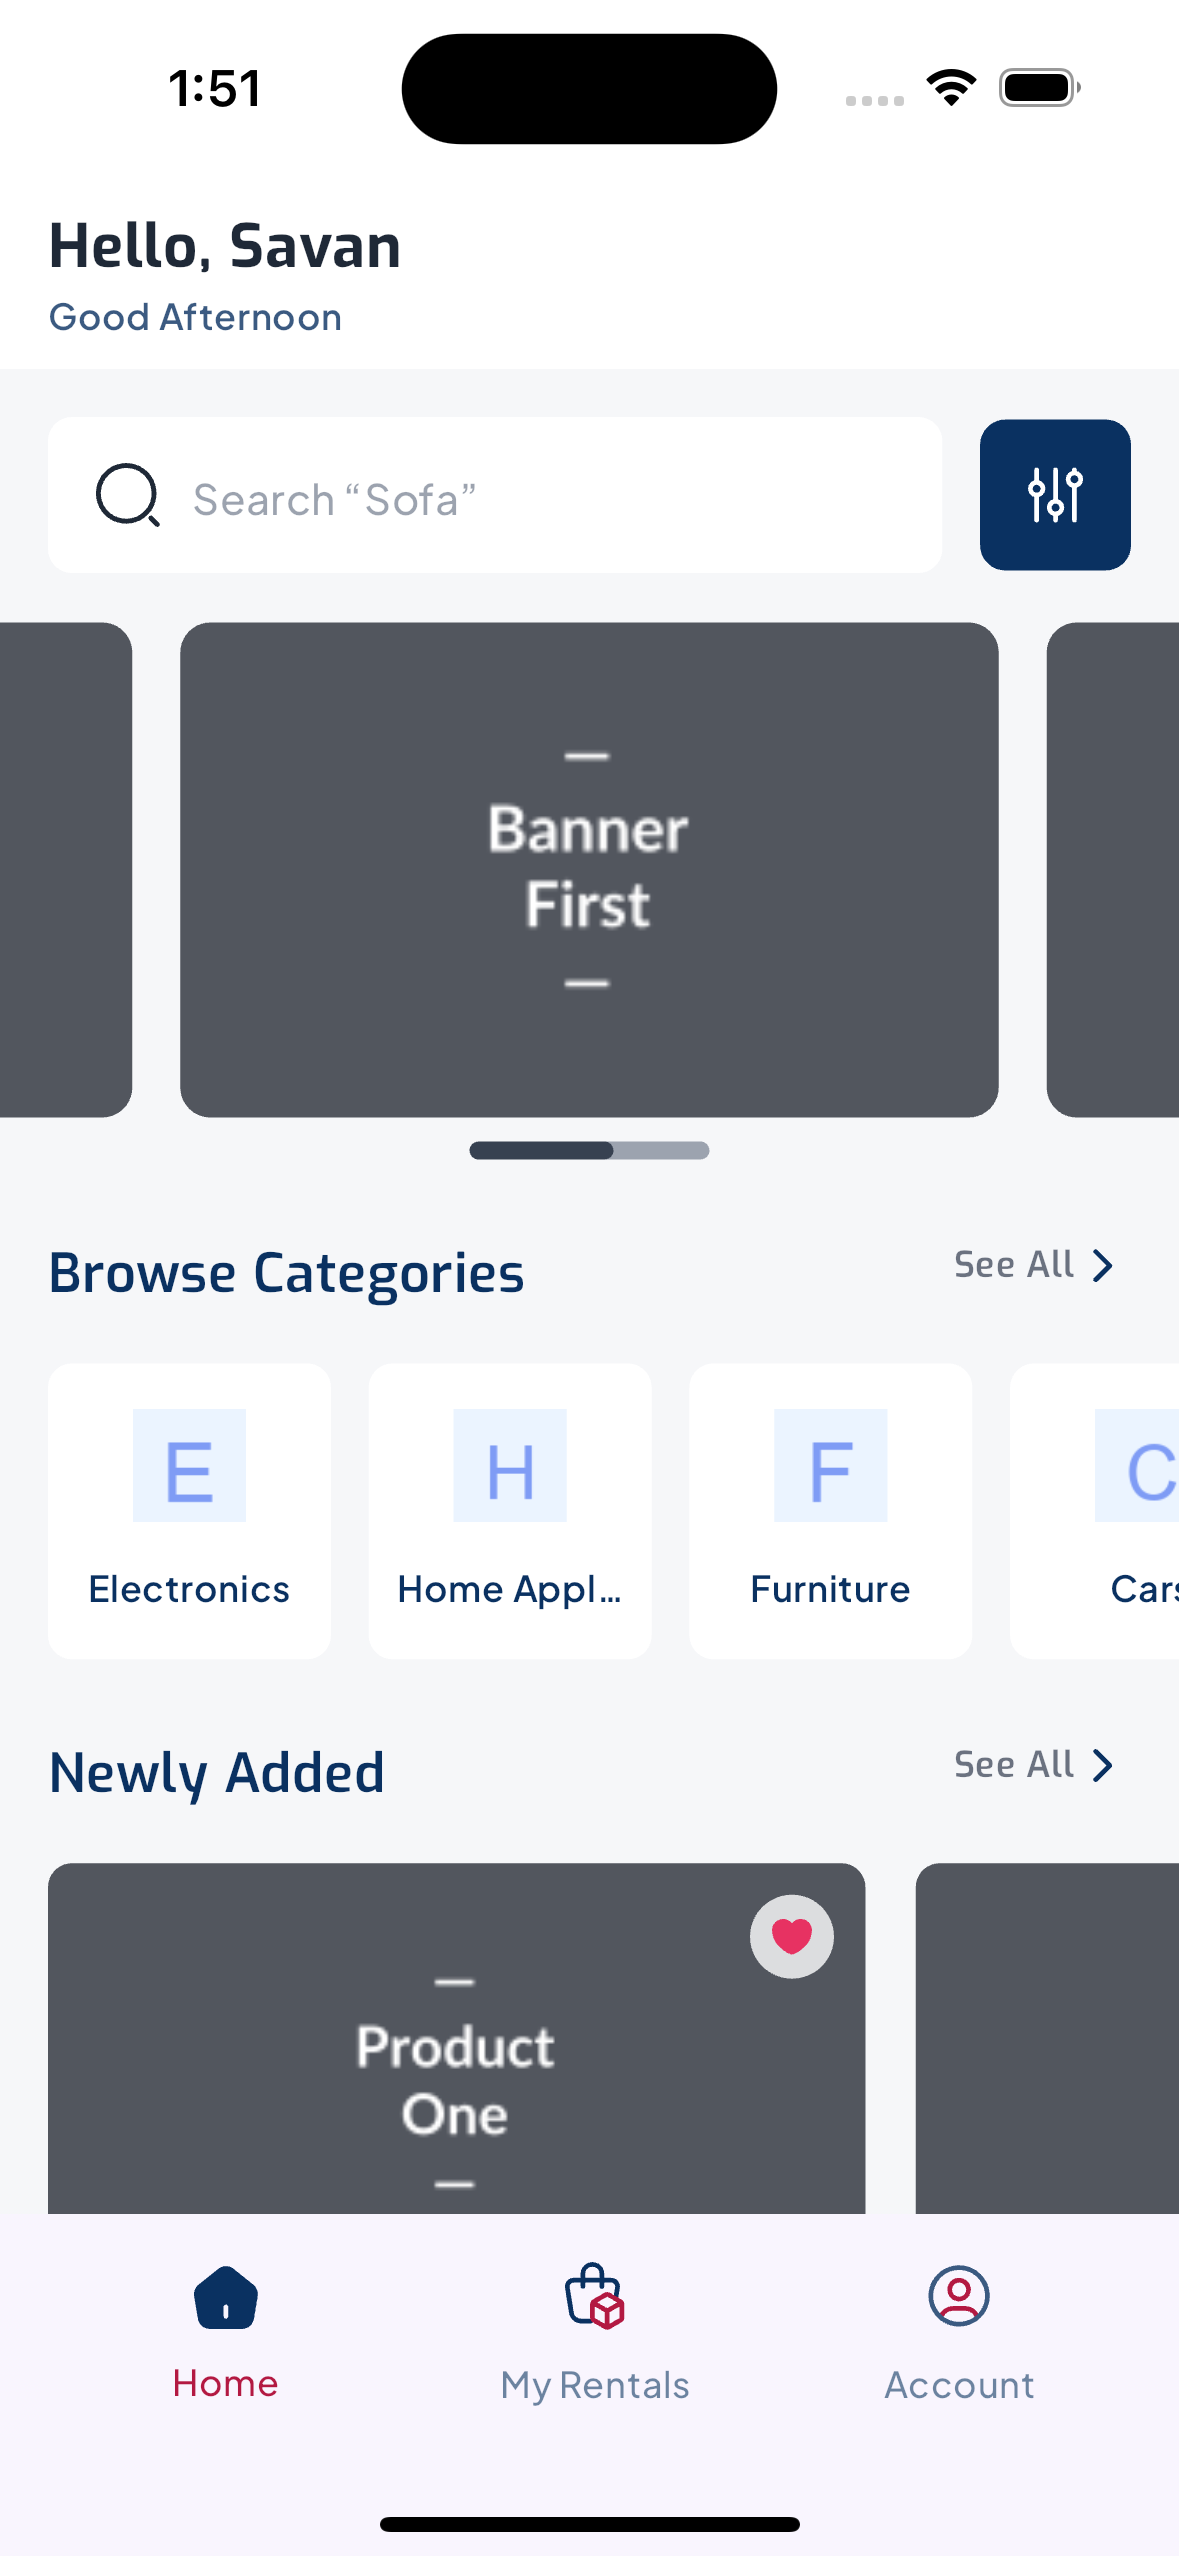 1:51
Hello, Savan
Good Afternoon
Search “Sofa”
Banner
First
Browse Categories
See All
E
H
F
C
Electronics
Home Appl...
Furniture
Cars
Newly Added
See All
Product
One
Home
My Rentals
Account